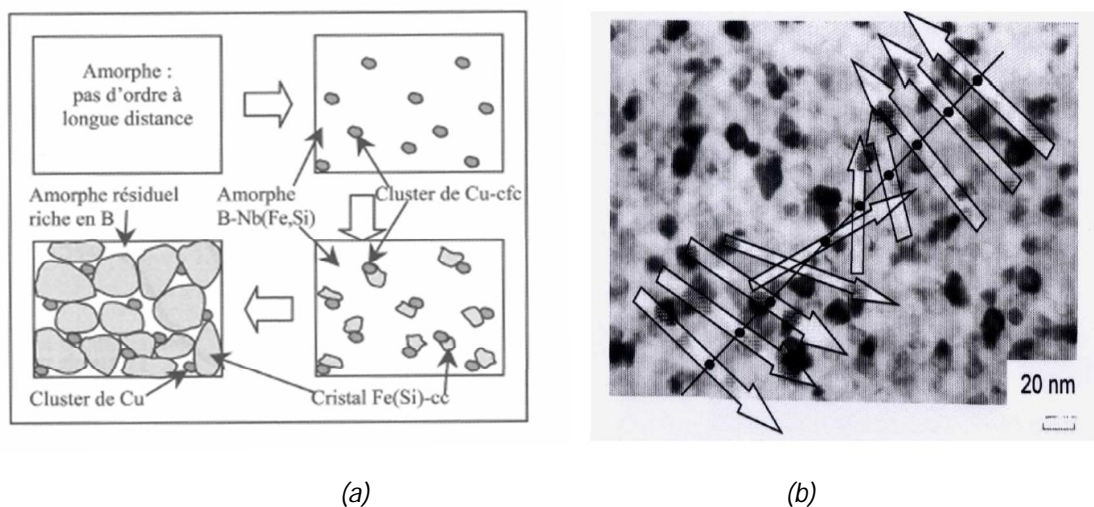 Amorphe :
pas d'ordre à
longue distance
Amorphe résiduel
riche en B
Amorphe
B-Nb(Fe,Si)
Cluster de Cu-cfc
Cluster de Cu
Cristal Fe(Si)-cc
20 nm
(a)
(b)